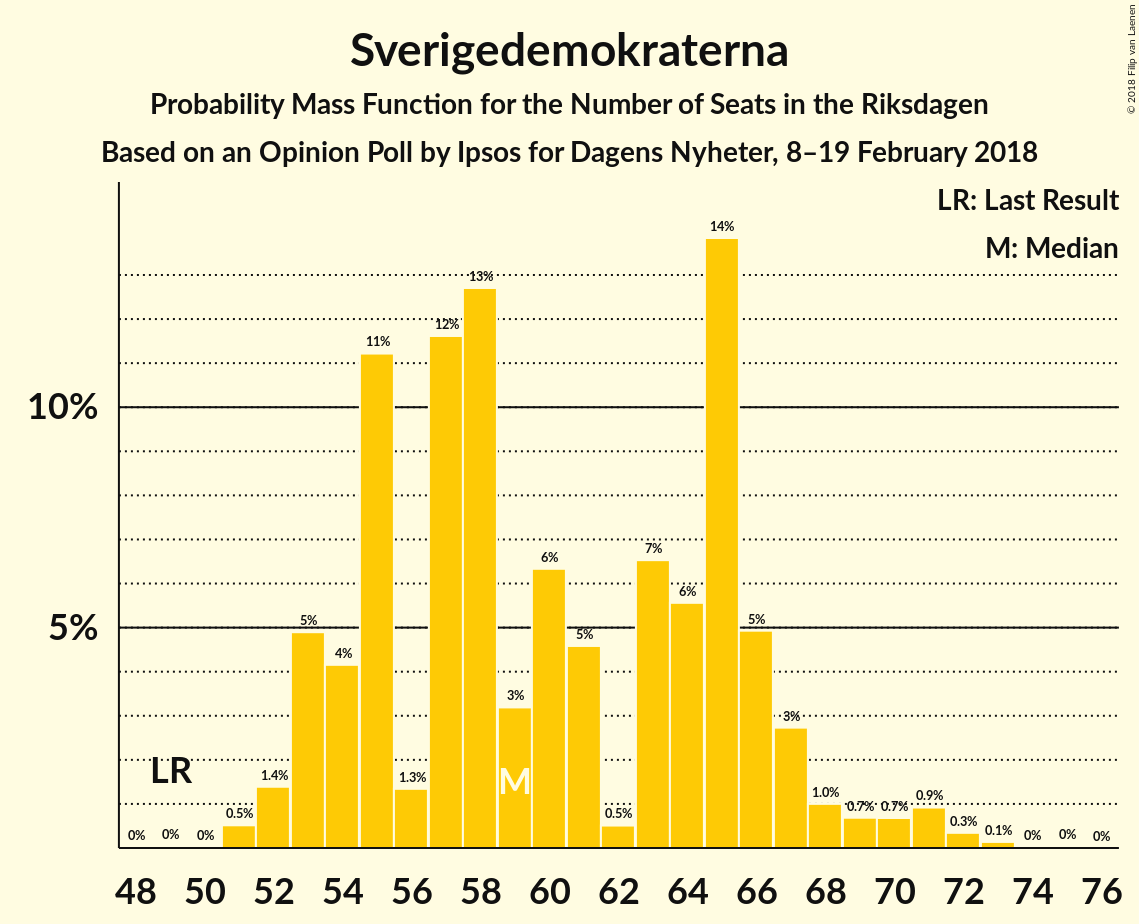 Sverigedemokraterna
Probability Mass Function for the Number of Seats in the Riksdagen
Based on an Opinion Poll by Ipsos for Dagens Nyheter, 8–19 February 2018
© 2018 Filip van Laenen
LR: Last Result
M: Median
10%
5%
0% 0% 0% 0.5% 1.4% 5% 4% 11% 1.3% 12% 13% 3% 6% 5% 0.5% 7% 6% 14% 5% 3% 1.0% 0.7% 0.7% 0.9% 0.3% 0.1% 0% 0% 0%
LR
M
48 50 52 54 56 58 60 62 64 66 68 70 72 74 76